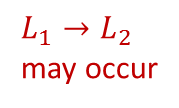 𝐿₁ → 𝐿₂
may occur